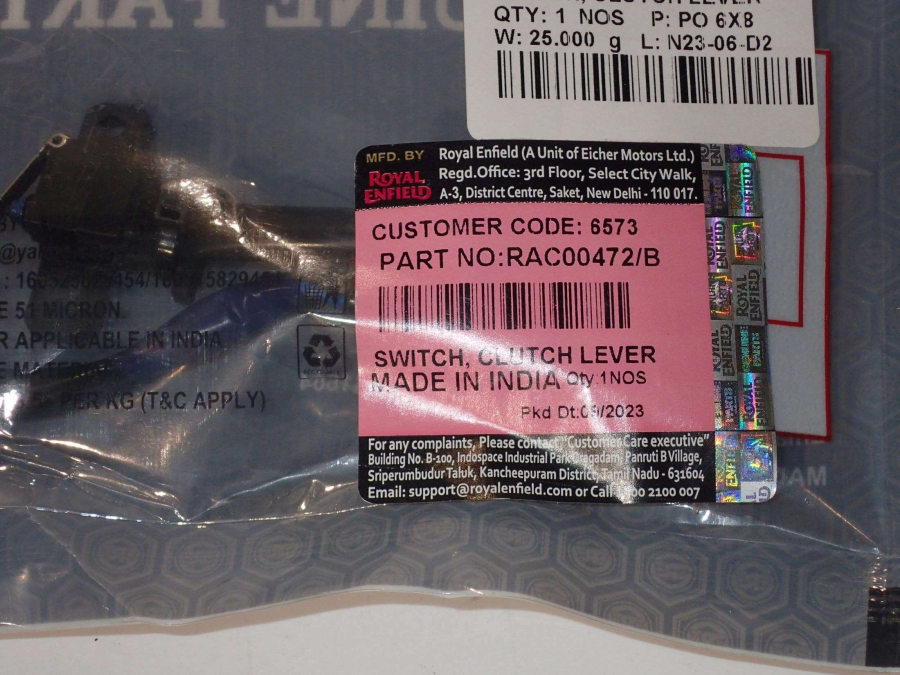 QTY: 1 NOS P: PO 6X8
W: 25.000 g L: N23-06-D2
MFD. BY
ROYAL
ENFIELD
Royal Enfield (A Unit of Eicher Motors Ltd.)
Regd.Office: 3rd Floor, Select City Walk,
A-3, District Centre, Saket, New Delhi - 110 017.
CUSTOMER CODE: 6573
PART NO:RAC00472/B
SWITCH, CLUTCH LEVER
MADE IN INDIA Qty:1NOS
Pkd Dt. /2023
For any complaints, Please contact "Customer Care executive"
Building No. B-100, Indospace Industrial Park Panruti B Village,
Sriperumbudur Taluk, Kancheepuram District, Tamil Nadu - 631604
Email: support@royalenfield.com or Call 2100 007
51 MICRON.
APPLICABLE IN INDIA
PER KG (T&C APPLY)